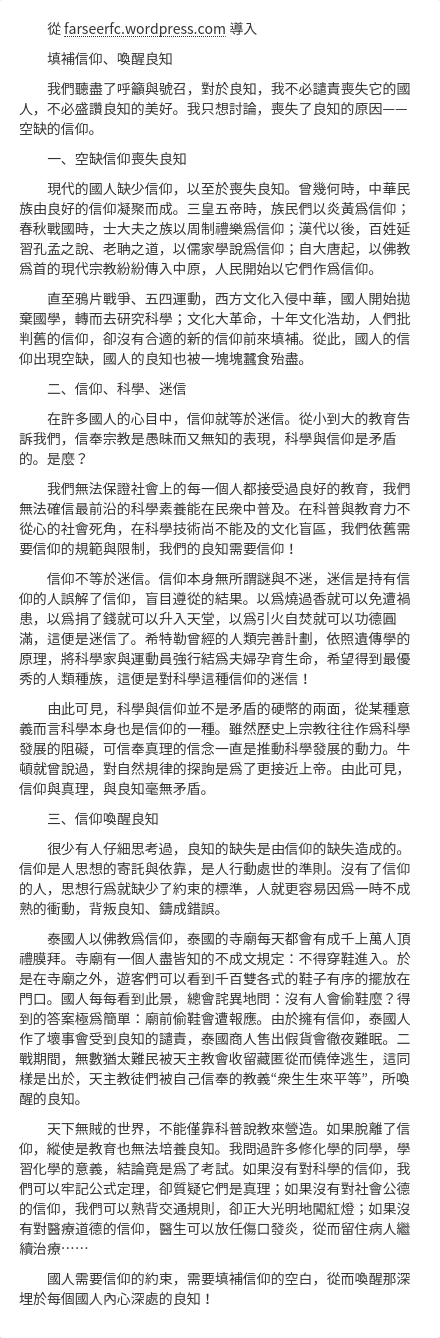 從 farseerfc.wordpress.com 導入
填補信仰、喚醒良知
我們聽盡了呼籲與號召，對於良知，我不必譴責喪失它的國
人，不必盛讚良知的美好。我只想討論，喪失了良知的原因——
空缺的信仰。
一、空缺信仰喪失良知
現代的國人缺少信仰，以至於喪失良知。曾幾何時，中華民
族由良好的信仰凝聚而成。三皇五帝時，族民們以炎黃爲信仰；
春秋戰國時，士大夫之族以周制禮樂爲信仰；漢代以後，百姓延
習孔孟之說、老聃之道，以儒家學說爲信仰；自大唐起，以佛教
爲首的現代宗教紛紛傳入中原，人民開始以它們作爲信仰。
直至鴉片戰爭、五四運動，西方文化入侵中華，國人開始拋
棄國學，轉而去研究科學；文化大革命，十年文化浩劫，人們批
判舊的信仰，卻沒有合適的新的信仰前來填補。從此，國人的信
仰出現空缺，國人的良知也被一塊塊蠶食殆盡。
二、信仰、科學、迷信
在許多國人的心目中，信仰就等於迷信。從小到大的教育告
訴我們，信奉宗教是愚昧而又無知的表現，科學與信仰是矛盾
的。是麼？
我們無法保證社會上的每一個人都接受過良好的教育，我們
無法確信最前沿的科學素養能在民衆中普及。在科普與教育力不
從心的社會死角，在科學技術尚不能及的文化盲區，我們依舊需
要信仰的規範與限制，我們的良知需要信仰！
信仰不等於迷信。信仰本身無所謂謎與不迷，迷信是持有信
仰的人誤解了信仰，盲目遵從的結果。以爲燒過香就可以免遭禍
患，以爲捐了錢就可以升入天堂，以爲引火自焚就可以功德圓
滿，這便是迷信了。希特勒曾經的人類完善計劃，依照遺傳學的
原理，將科學家與運動員強行結爲夫婦孕育生命，希望得到最優
秀的人類種族，這便是對科學這種信仰的迷信！
由此可見，科學與信仰並不是矛盾的硬幣的兩面，從某種意
義而言科學本身也是信仰的一種。雖然歷史上宗教往往作爲科學
發展的阻礙，可信奉真理的信念一直是推動科學發展的動力。牛
頓就曾說過，對自然規律的探詢是爲了更接近上帝。由此可見，
信仰與真理，與良知毫無矛盾。
三、信仰喚醒良知
很少有人仔細思考過，良知的缺失是由信仰的缺失造成的。
信仰是人思想的寄託與依靠，是人行動處世的準則。沒有了信仰
的人，思想行爲就缺少了約束的標準，人就更容易因爲一時不成
熟的衝動，背叛良知、鑄成錯誤。
泰國人以佛教爲信仰，泰國的寺廟每天都會有成千上萬人頂
禮膜拜。寺廟有一個人盡皆知的不成文規定：不得穿鞋進入。於
是在寺廟之外，遊客們可以看到千百雙各式的鞋子有序的擺放在
門口。國人每每看到此景，總會詫異地問：沒有人會偷鞋麼？得
到的答案極爲簡單：廟前偷鞋會遭報應。由於擁有信仰，泰國人
作了壞事會受到良知的譴責，泰國商人售出假貨會徹夜難眠。二
戰期間，無數猶太難民被天主教會收留藏匿從而僥倖逃生，這同
樣是出於，天主教徒們被自己信奉的教義“衆生生來平等”，所喚
醒的良知。
天下無賊的世界，不能僅靠科普說教來營造。如果脫離了信
仰，縱使是教育也無法培養良知。我問過許多修化學的同學，學
習化學的意義，結論竟是爲了考試。如果沒有對科學的信仰，我
們可以牢記公式定理，卻質疑它們是真理；如果沒有對社會公德
的信仰，我們可以熟背交通規則，卻正大光明地闖紅燈；如果沒
有對醫療道德的信仰，醫生可以放任傷口發炎，從而留住病人繼
續治療……
國人需要信仰的約束，需要填補信仰的空白，從而喚醒那深
埋於每個國人內心深處的良知！